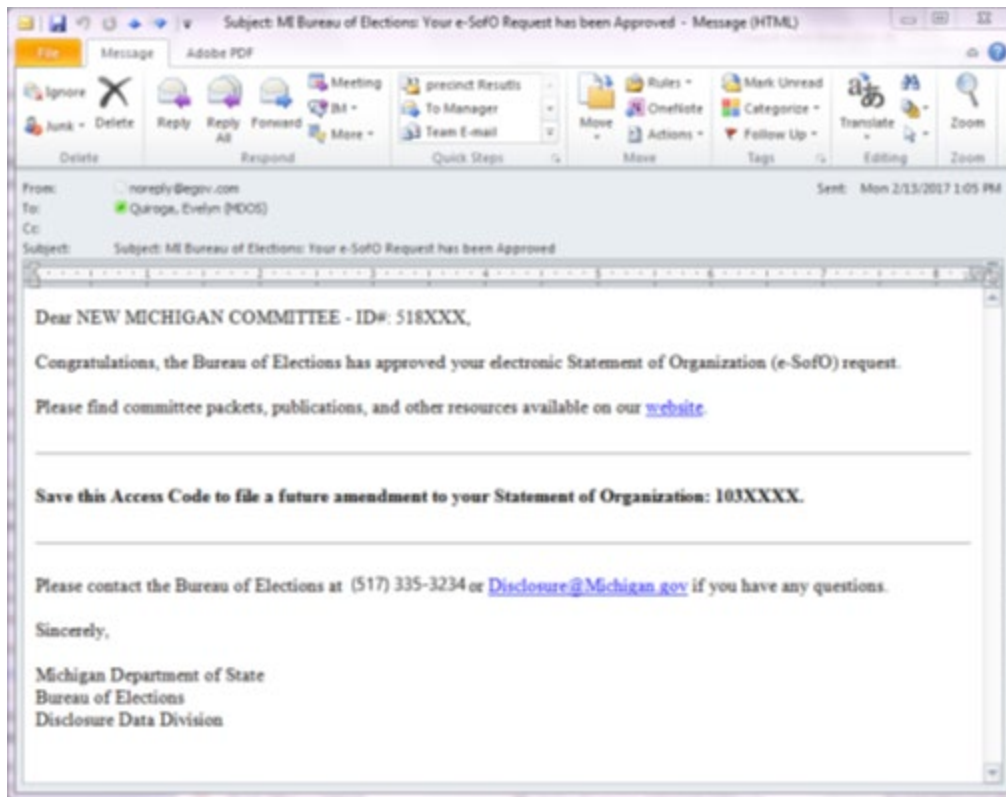 Subject: MI Bureau of Elections: Your e-SofO Request has been Approved - Message (HTML)
File Message Adobe PDF
Ignore
Junk
Delete
Reply
Reply All
Forward
Meeting
IM
More
precinct Resutls
To Manager
Team E-mail
Move
Rules
OneNote
Actions
Mark Unread
Categorize
Follow Up
Translate
Zoom
Delete Respond Quick Steps Move Tags Editing Zoom
From: noreply@egov.com Sent: Mon 2/13/2017 1:05 PM
To: Quiroga, Evelyn (MDOS)
Cc:
Subject: Subject: MI Bureau of Elections: Your e-SofO Request has been Approved
Dear NEW MICHIGAN COMMITTEE - ID#: 518XXX,
Congratulations, the Bureau of Elections has approved your electronic Statement of Organization (e-SofO) request.
Please find committee packets, publications, and other resources available on our website.
Save this Access Code to file a future amendment to your Statement of Organization: 103XXXX.
Please contact the Bureau of Elections at (517) 335-3234 or Disclosure@Michigan.gov if you have any questions.
Sincerely,
Michigan Department of State
Bureau of Elections
Disclosure Data Division